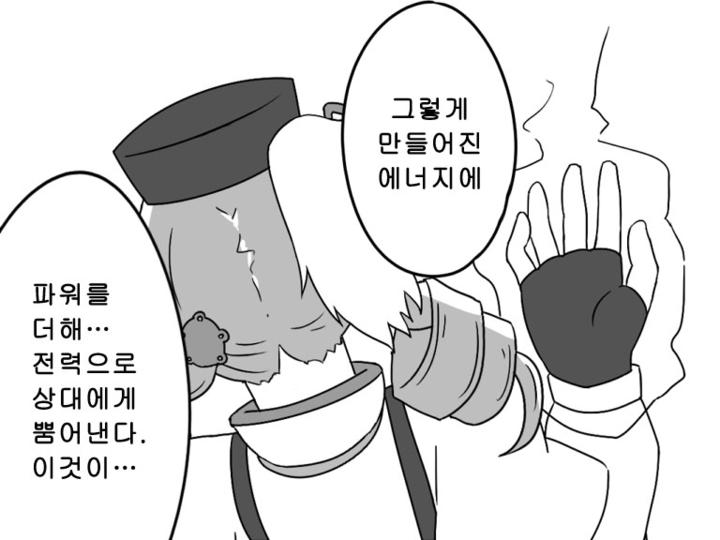 그렇게
만들어진
에너지에
파워를
더해…
전력으로
상대에게
뿜어낸다.
이것이…